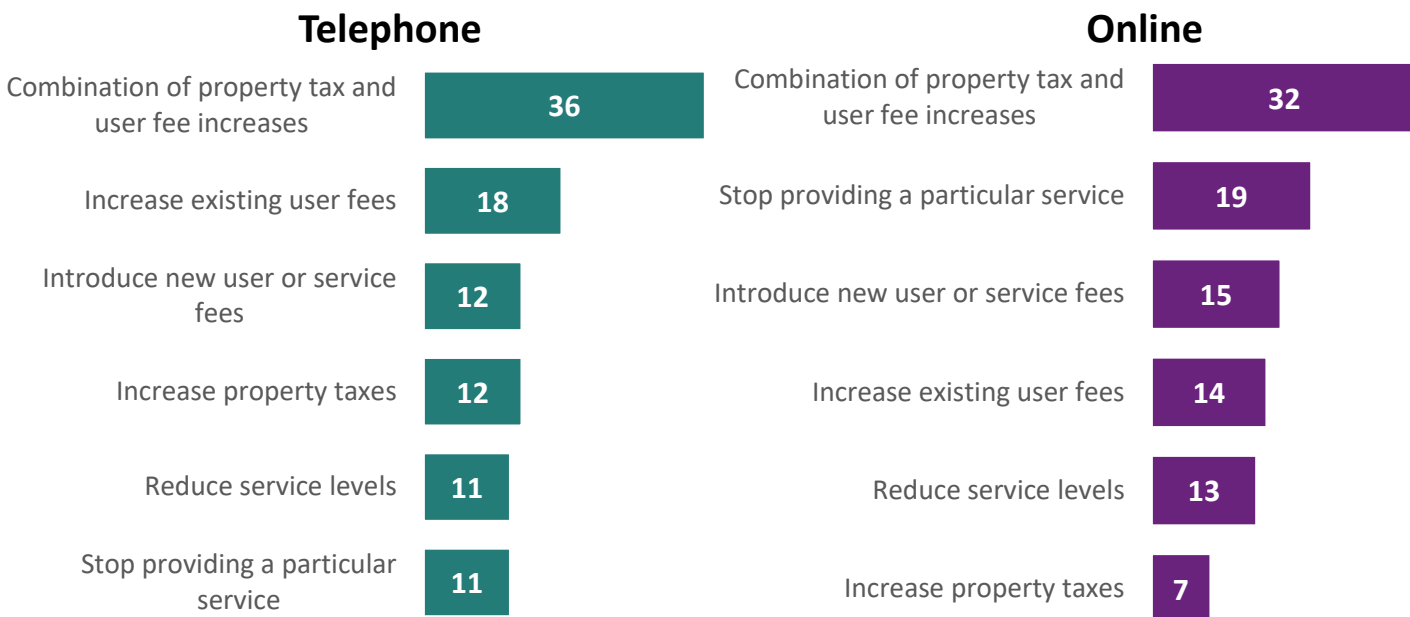 Telephone
Combination of property tax and
user fee increases
36
Increase existing user fees
18
Introduce new user or service
fees
12
Increase property taxes
12
Reduce service levels
11
Stop providing a particular
service
11
Online
Combination of property tax and
user fee increases
32
Stop providing a particular service
19
Introduce new user or service fees
15
Increase existing user fees
14
Reduce service levels
13
Increase property taxes
7